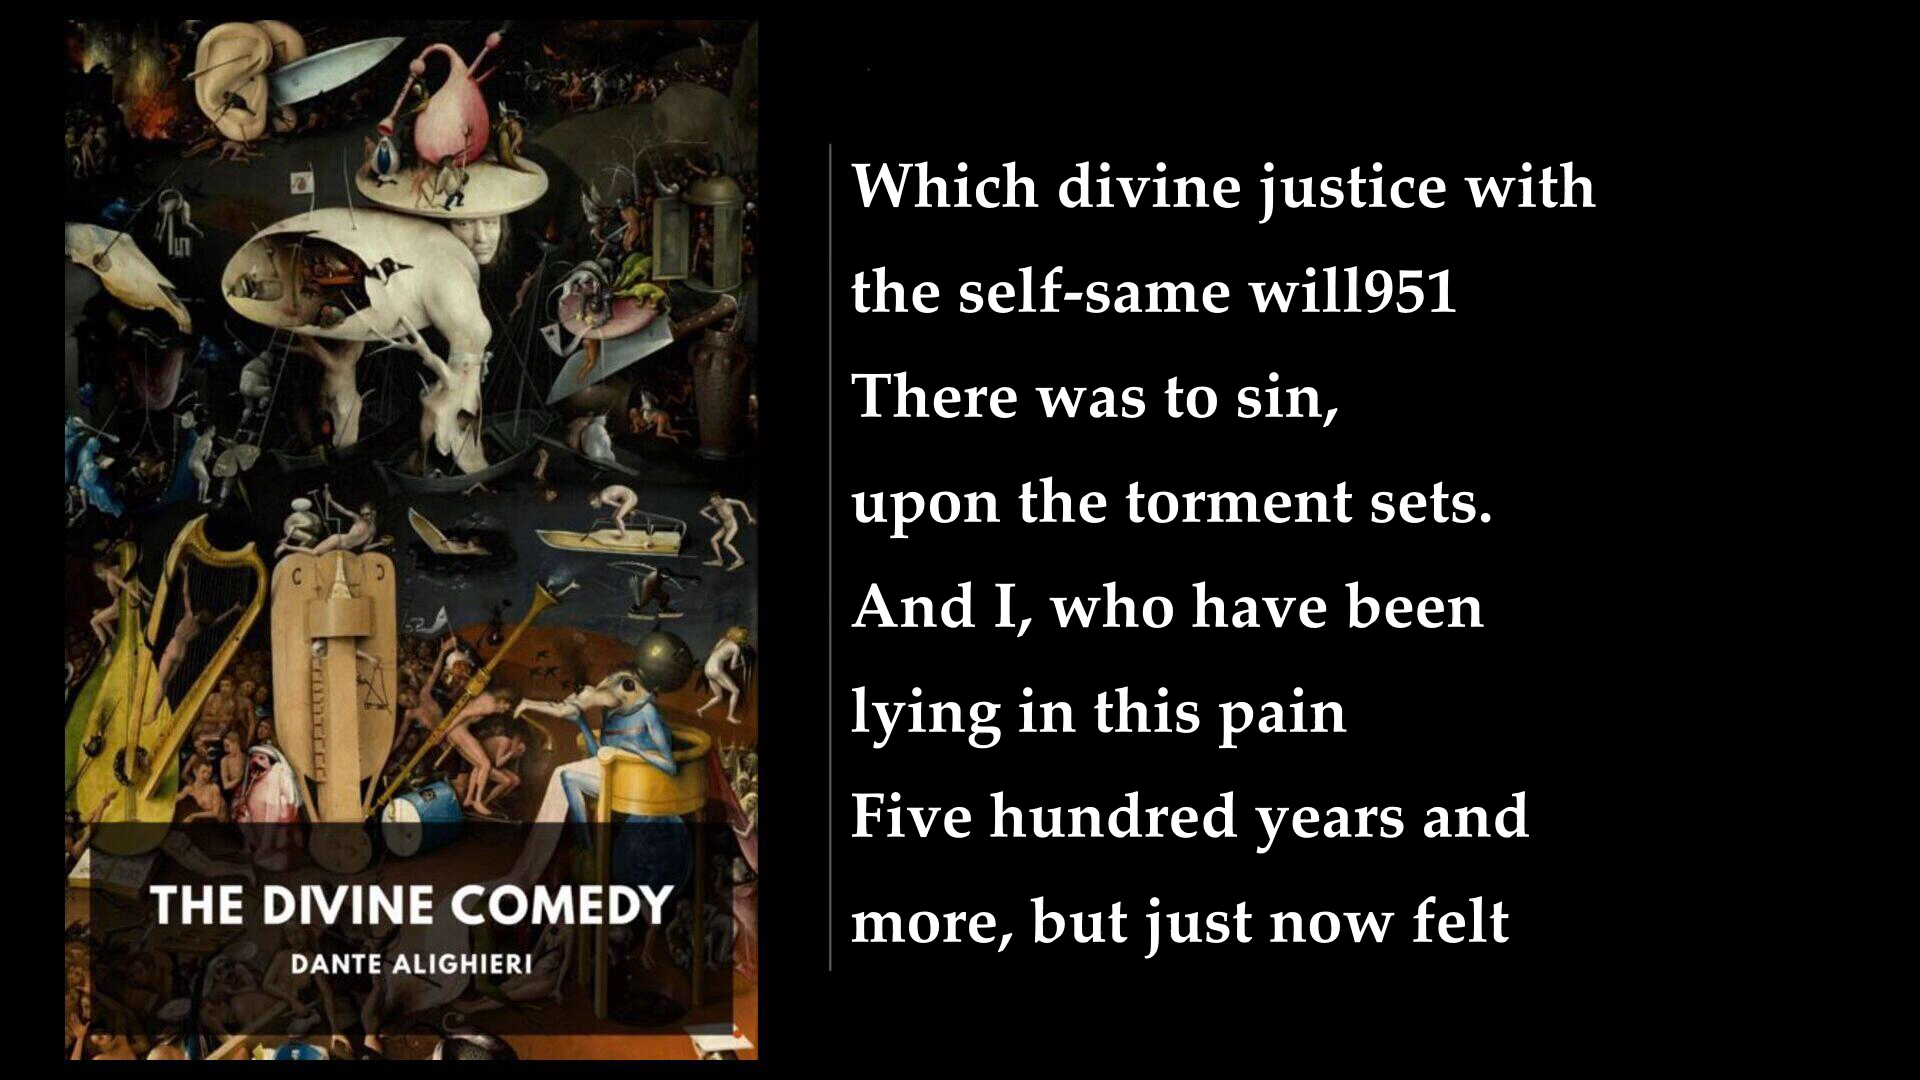 THE DIVINE COMEDY
DANTE ALIGHIERI
Which divine justice with
the self-same will951
There was to sin,
upon the torment sets.
And I, who have been
lying in this pain
Five hundred years and
more, but just now felt